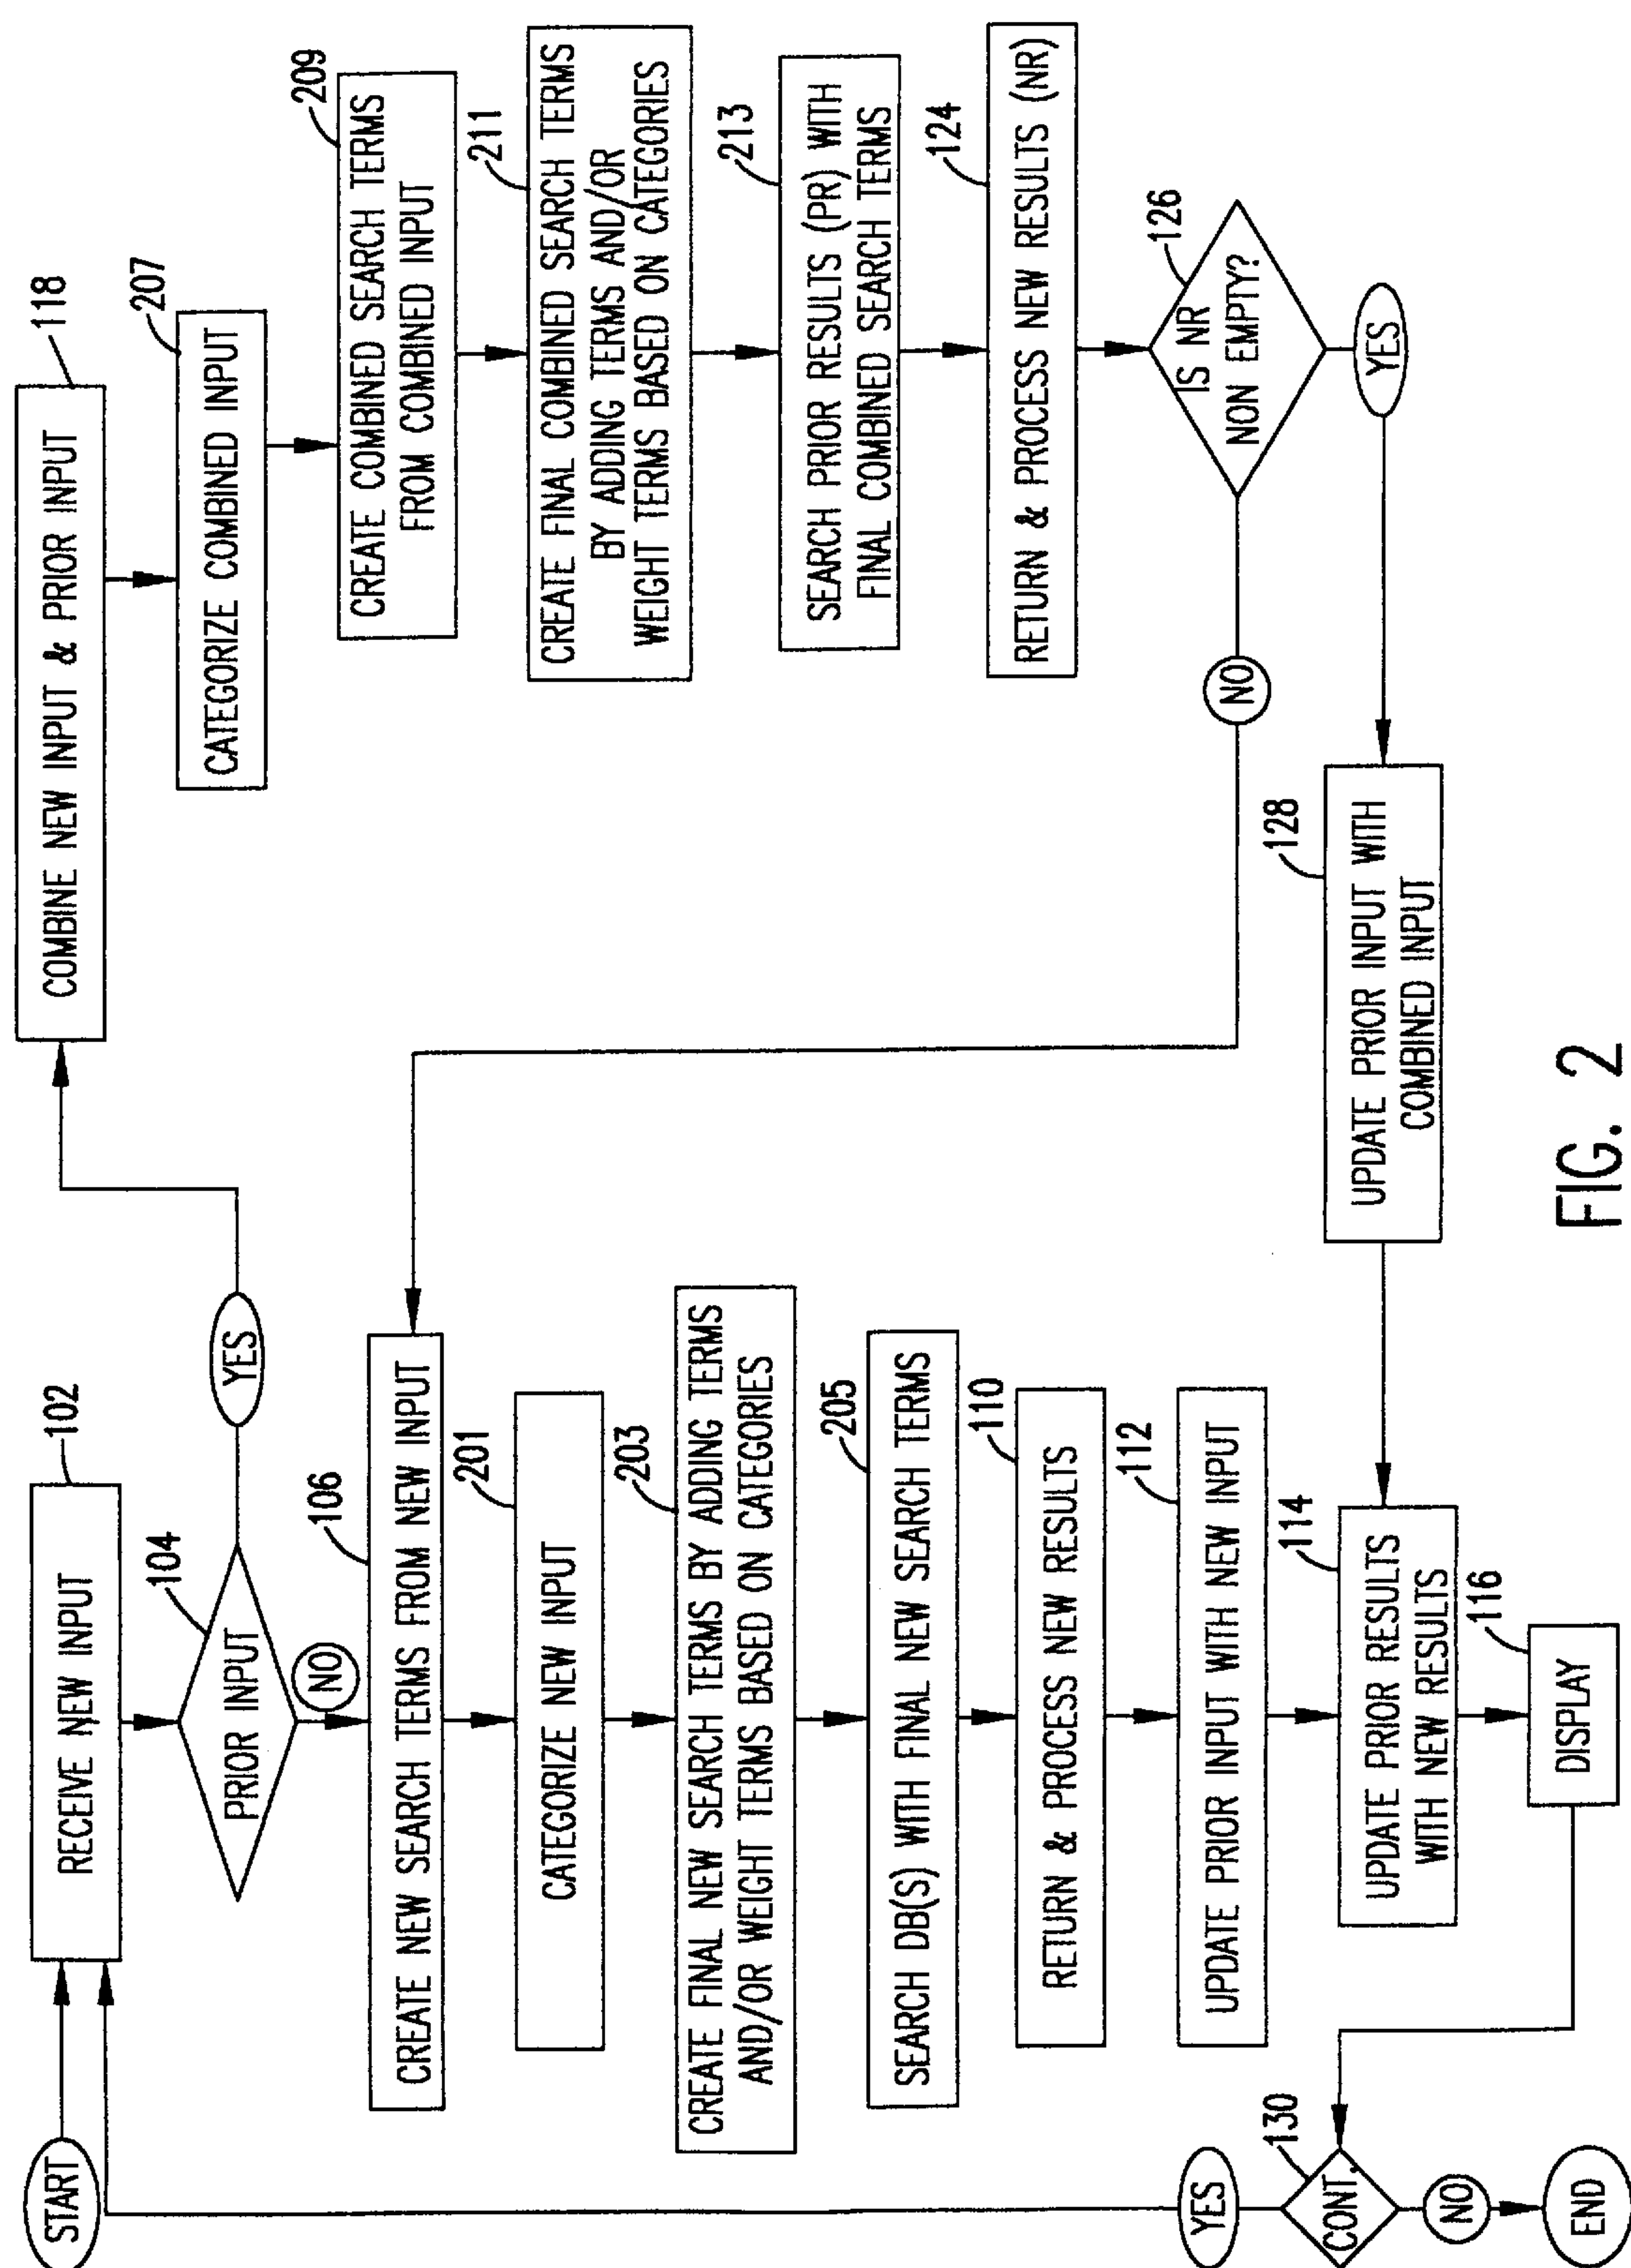 START
RECEIVE NEW INPUT
102
PRIOR INPUT
104
YES
NO
CREATE NEW SEARCH TERMS FROM NEW INPUT
106
CATEGORIZE NEW INPUT
201
CREATE FINAL NEW SEARCH TERMS BY ADDING TERMS
AND/OR WEIGHT TERMS BASED ON CATEGORIES
203
SEARCH DB(S) WITH FINAL NEW SEARCH TERMS
205
RETURN & PROCESS NEW RESULTS
110
UPDATE PRIOR INPUT WITH NEW INPUT
112
UPDATE PRIOR RESULTS
WITH NEW RESULTS
114
DISPLAY
116
CONT.
130
YES
NO
END
COMBINE NEW INPUT & PRIOR INPUT
118
CATEGORIZE COMBINED INPUT
207
CREATE COMBINED SEARCH TERMS
FROM COMBINED INPUT
209
CREATE FINAL COMBINED SEARCH TERMS
BY ADDING TERMS AND/OR
WEIGHT TERMS BASED ON CATEGORIES
211
SEARCH PRIOR RESULTS (PR) WITH
FINAL COMBINED SEARCH TERMS
213
RETURN & PROCESS NEW RESULTS (NR)
124
IS NR
NON EMPTY?
126
NO
YES
UPDATE PRIOR INPUT WITH
COMBINED INPUT
128
FIG. 2